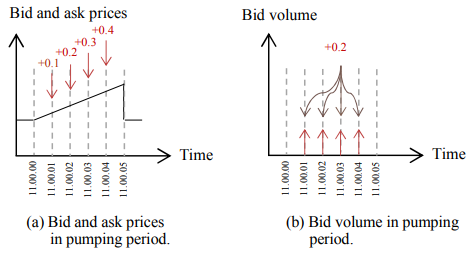 Bid and ask prices
+0.1
+0.2
+0.3
+0.4
Time
11.00.00
11.00.01
11.00.02
11.00.03
11.00.04
11.00.05
(a) Bid and ask prices
in pumping period.
Bid volume
+0.2
Time
11.00.00
11.00.01
11.00.02
11.00.03
11.00.04
11.00.05
(b) Bid volume in pumping
period.